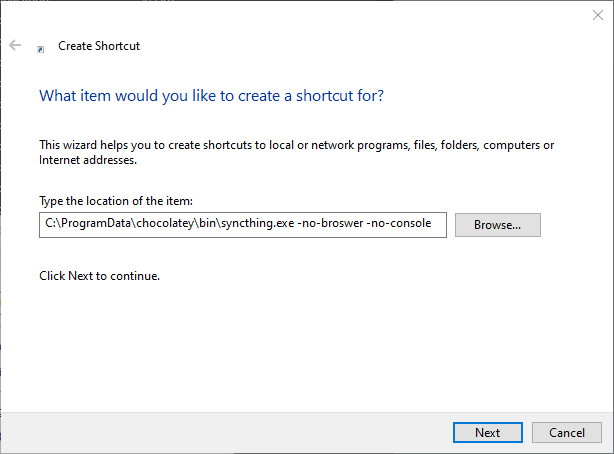 Create Shortcut
What item would you like to create a shortcut for?
This wizard helps you to create shortcuts to local or network programs, files, folders, computers or
Internet addresses.
Type the location of the item:
C:\ProgramData\chocolatey\bin\syncthing.exe -no-broswer -no-console
Browse...
Click Next to continue.
Next
Cancel